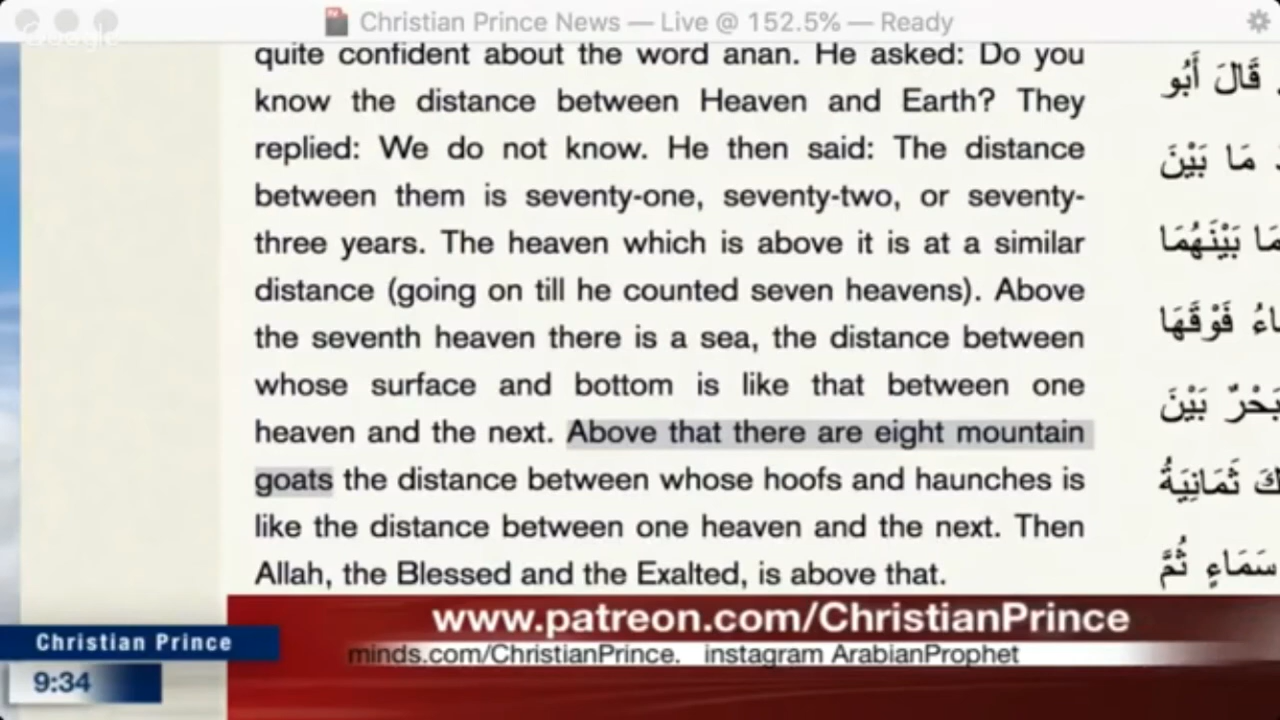 Christian Prince News — Live @ 152.5% — Ready
Google
quite confident about the word anan. He asked: Do you
know the distance between Heaven and Earth? They
replied: We do not know. He then said: The distance
between them is seventy-one, seventy-two, or seventy-
three years. The heaven which is above it is at a similar
distance (going on till he counted seven heavens). Above
the seventh heaven there is a sea, the distance between
whose surface and bottom is like that between one
heaven and the next. Above that there are eight mountain
goats the distance between whose hoofs and haunches is
like the distance between one heaven and the next. Then
Allah, the Blessed and the Exalted, is above that.
قَالَ أَبُو
مَا بَيْنَ
بَيْنَهُمَا
فَوْقَهَا
بَحْرٌ بَيْنَ
ثَمَانِيَةُ
سَمَاءٍ ثُمَّ
www.patreon.com/ChristianPrince
Christian Prince
minds.com/ChristianPrince. instagram ArabianProphet
9:34